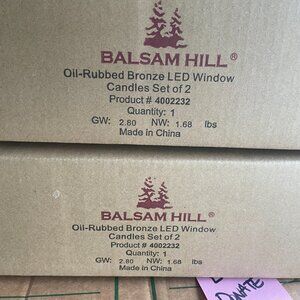 BALSAM HILL®
Oil-Rubbed Bronze LED Window
Candles Set of 2
Product # 4002232
Quantity: 1
GW: 2.80 NW: 1.68 lbs
Made in China
BALSAM HILL®
Oil-Rubbed Bronze LED Window
Candles Set of 2
Product # 4002232
Quantity: 1
GW: 2.80 NW: 1.68 lbs
Made in China